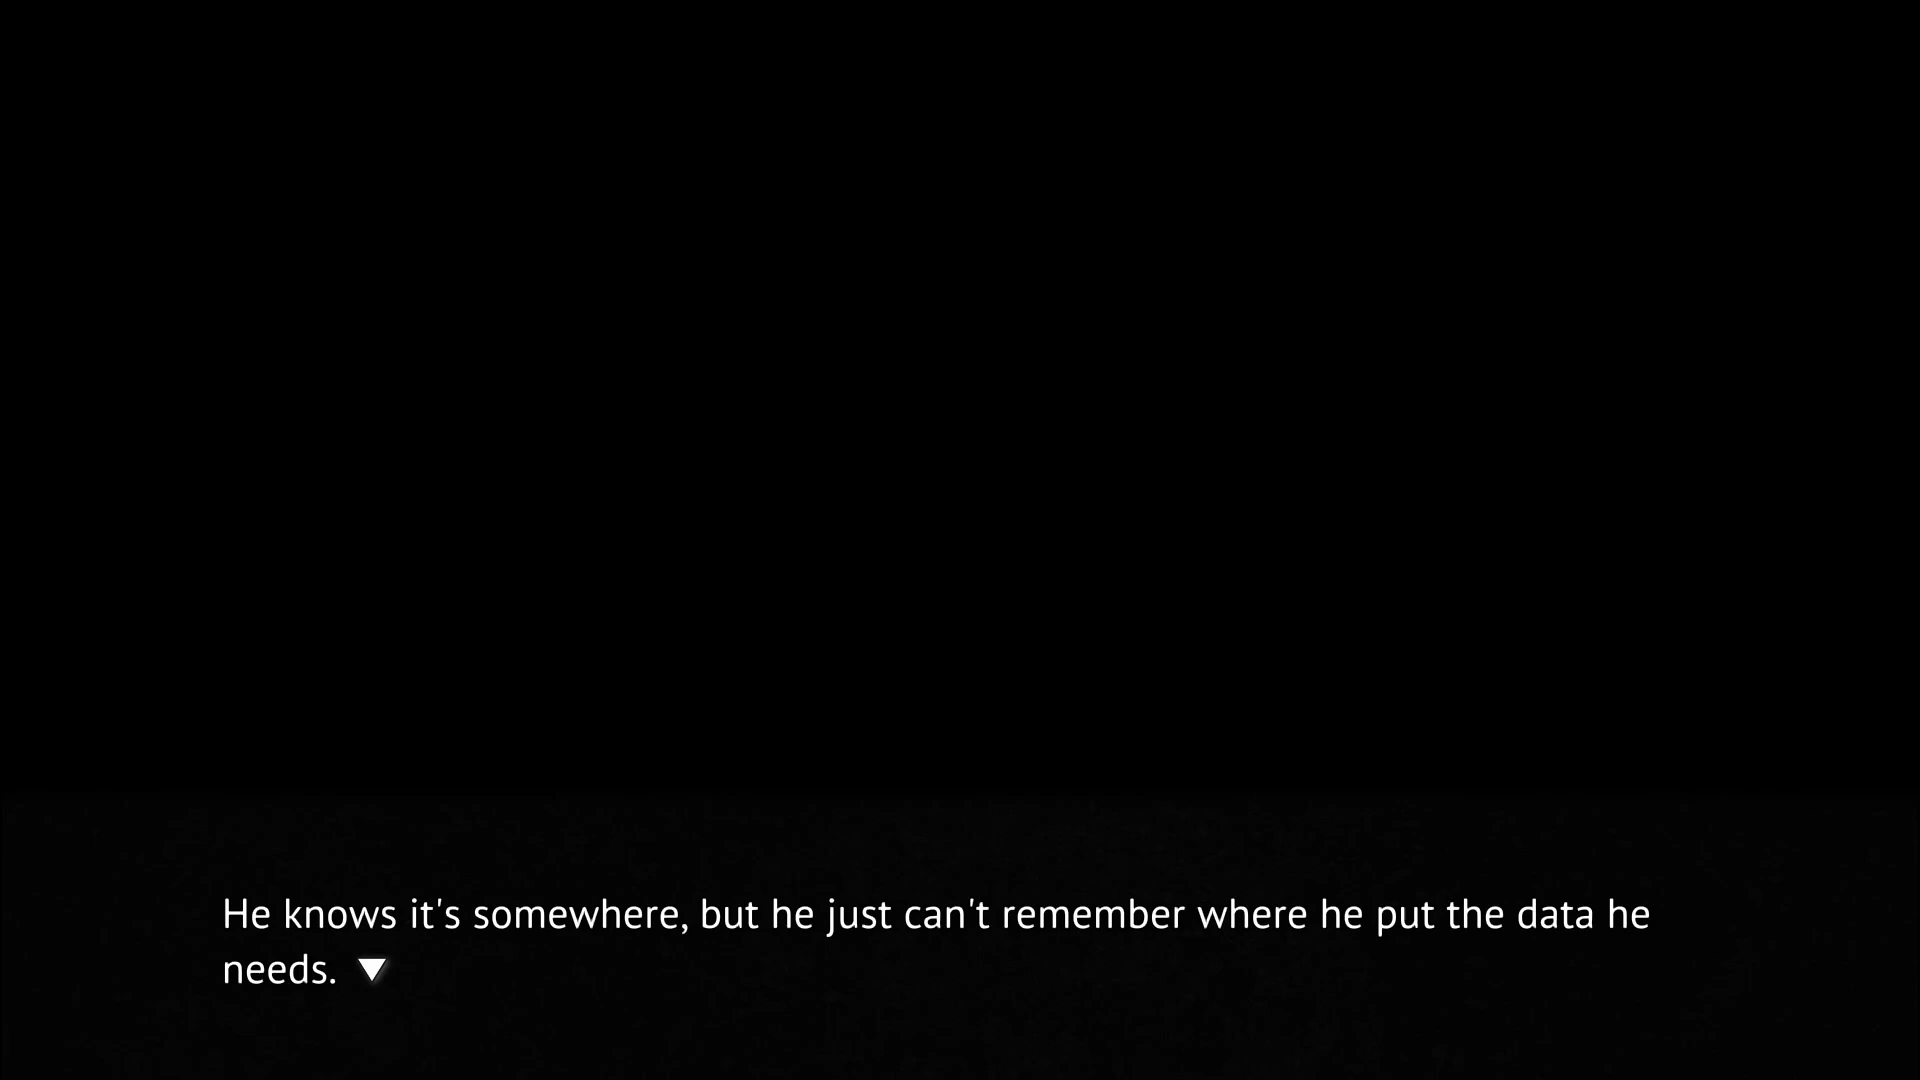 He knows it's somewhere, but he just can't remember where he put the data he
needs.